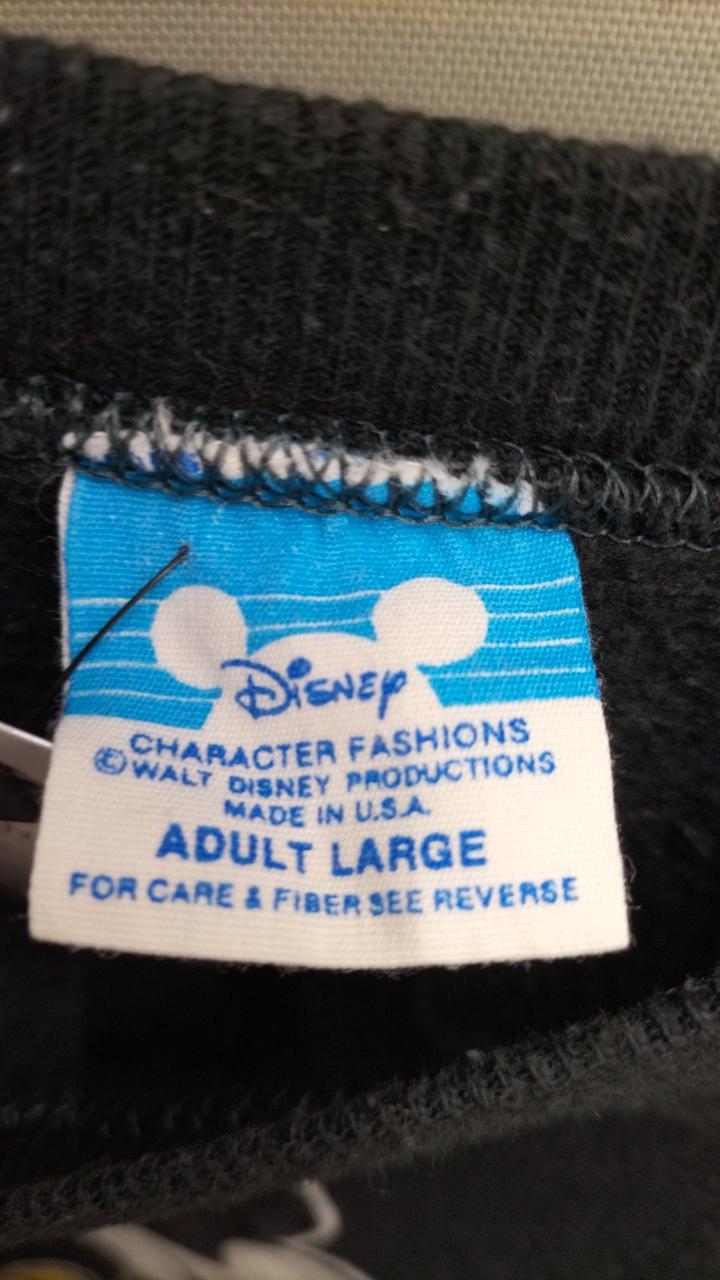 Disney
CHARACTER FASHIONS
© WALT DISNEY PRODUCTIONS
MADE IN U.S.A.
ADULT LARGE
FOR CARE & FIBER SEE REVERSE